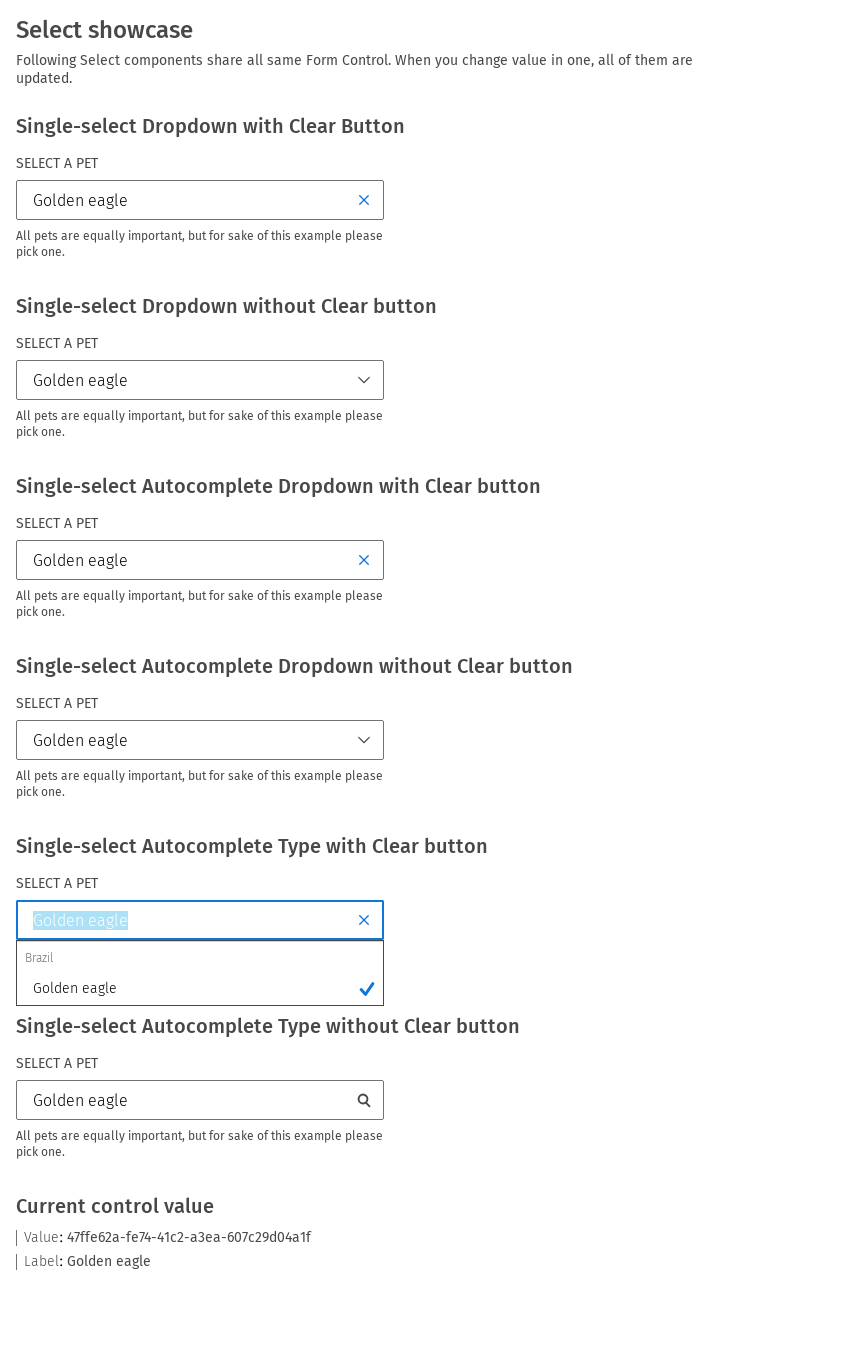 Select showcase
Following Select components share all same Form Control. When you change value in one, all of them are
updated.
Single-select Dropdown with Clear Button
SELECT A PET
Golden eagle
All pets are equally important, but for sake of this example please
pick one.
Single-select Dropdown without Clear button
SELECT A PET
Golden eagle
All pets are equally important, but for sake of this example please
pick one.
Single-select Autocomplete Dropdown with Clear button
SELECT A PET
Golden eagle
All pets are equally important, but for sake of this example please
pick one.
Single-select Autocomplete Dropdown without Clear button
SELECT A PET
Golden eagle
All pets are equally important, but for sake of this example please
pick one.
Single-select Autocomplete Type with Clear button
SELECT A PET
Golden eagle
Brazil
Golden eagle
Single-select Autocomplete Type without Clear button
SELECT A PET
Golden eagle
All pets are equally important, but for sake of this example please
pick one.
Current control value
Value: 47ffe62a-fe74-41c2-a3ea-607c29d04a1f
Label: Golden eagle